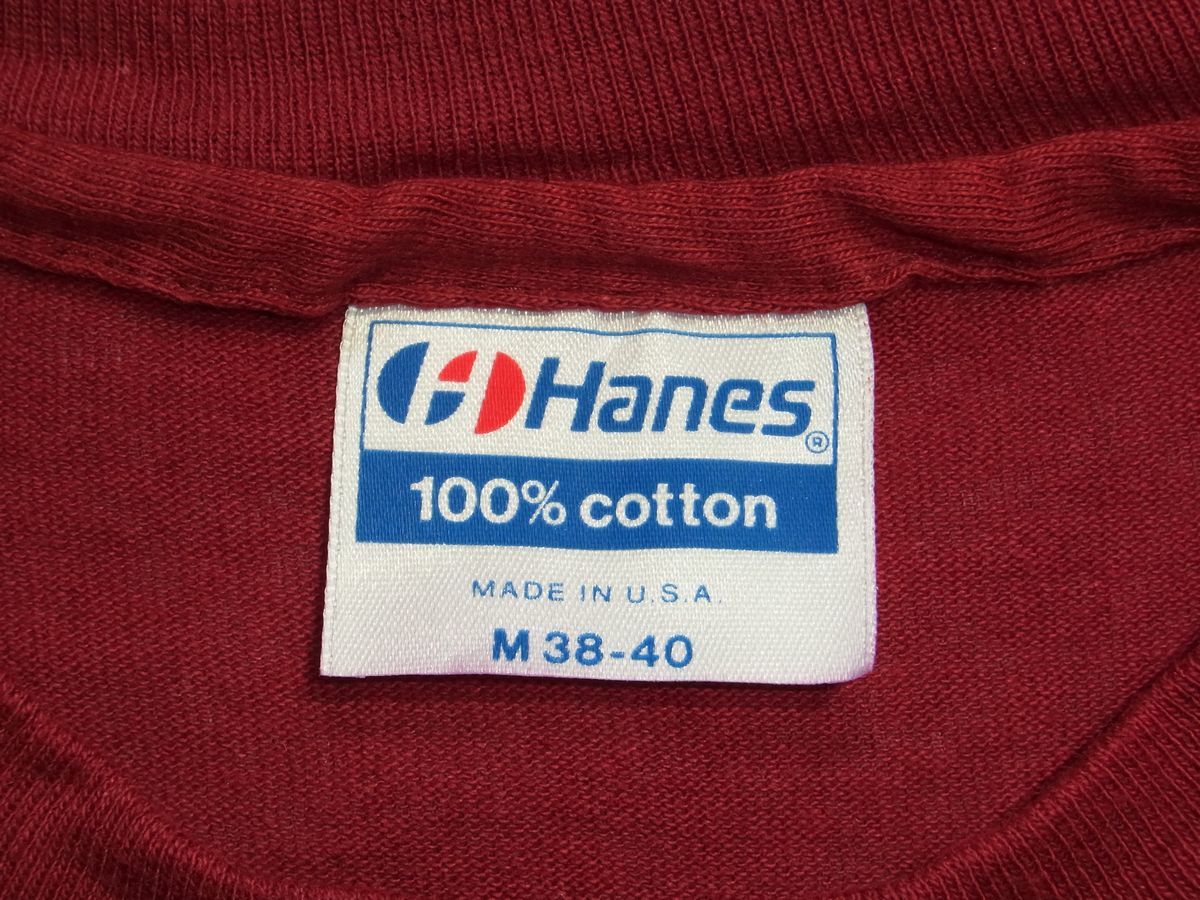 Hanes®
100% cotton
MADE IN U.S.A.
M 38-40